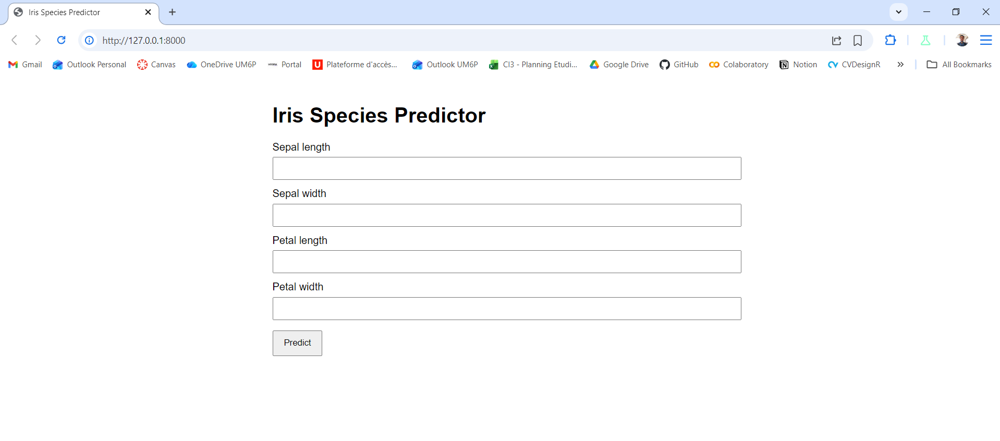 Iris Species Predictor
http://127.0.0.1:8000
Gmail Outlook Personal Canvas OneDrive UM6P Portal Plateforme d'accès... Outlook UM6P CI3 - Planning Etudi... Google Drive GitHub Colaboratory Notion CVDesignR All Bookmarks
Iris Species Predictor
Sepal length
Sepal width
Petal length
Petal width
Predict